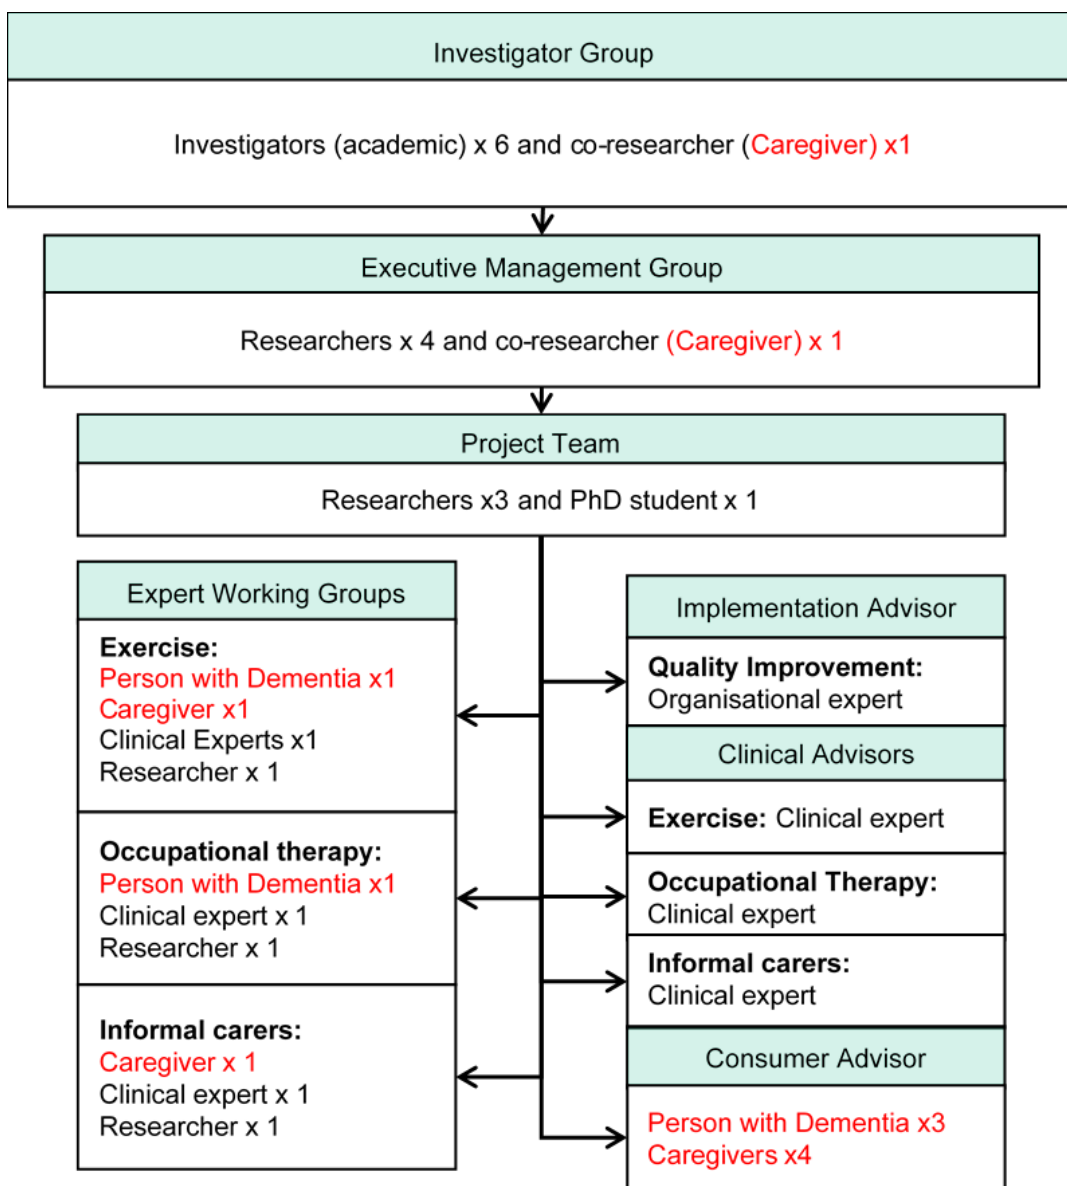 Investigator Group
Investigators (academic) x 6 and co-researcher (Caregiver) x1
Executive Management Group
Researchers x 4 and co-researcher (Caregiver) x 1
Project Team
Researchers x3 and PhD student x 1
Expert Working Groups
Exercise:
Person with Dementia x1
Caregiver x1
Clinical Experts x1
Researcher x 1
Occupational therapy:
Person with Dementia x1
Clinical expert x 1
Researcher x 1
Informal carers:
Caregiver x 1
Clinical expert x 1
Researcher x 1
Implementation Advisor
Quality Improvement:
Organisational expert
Clinical Advisors
Exercise: Clinical expert
Occupational Therapy:
Clinical expert
Informal carers:
Clinical expert
Consumer Advisor
Person with Dementia x3
Caregivers x4